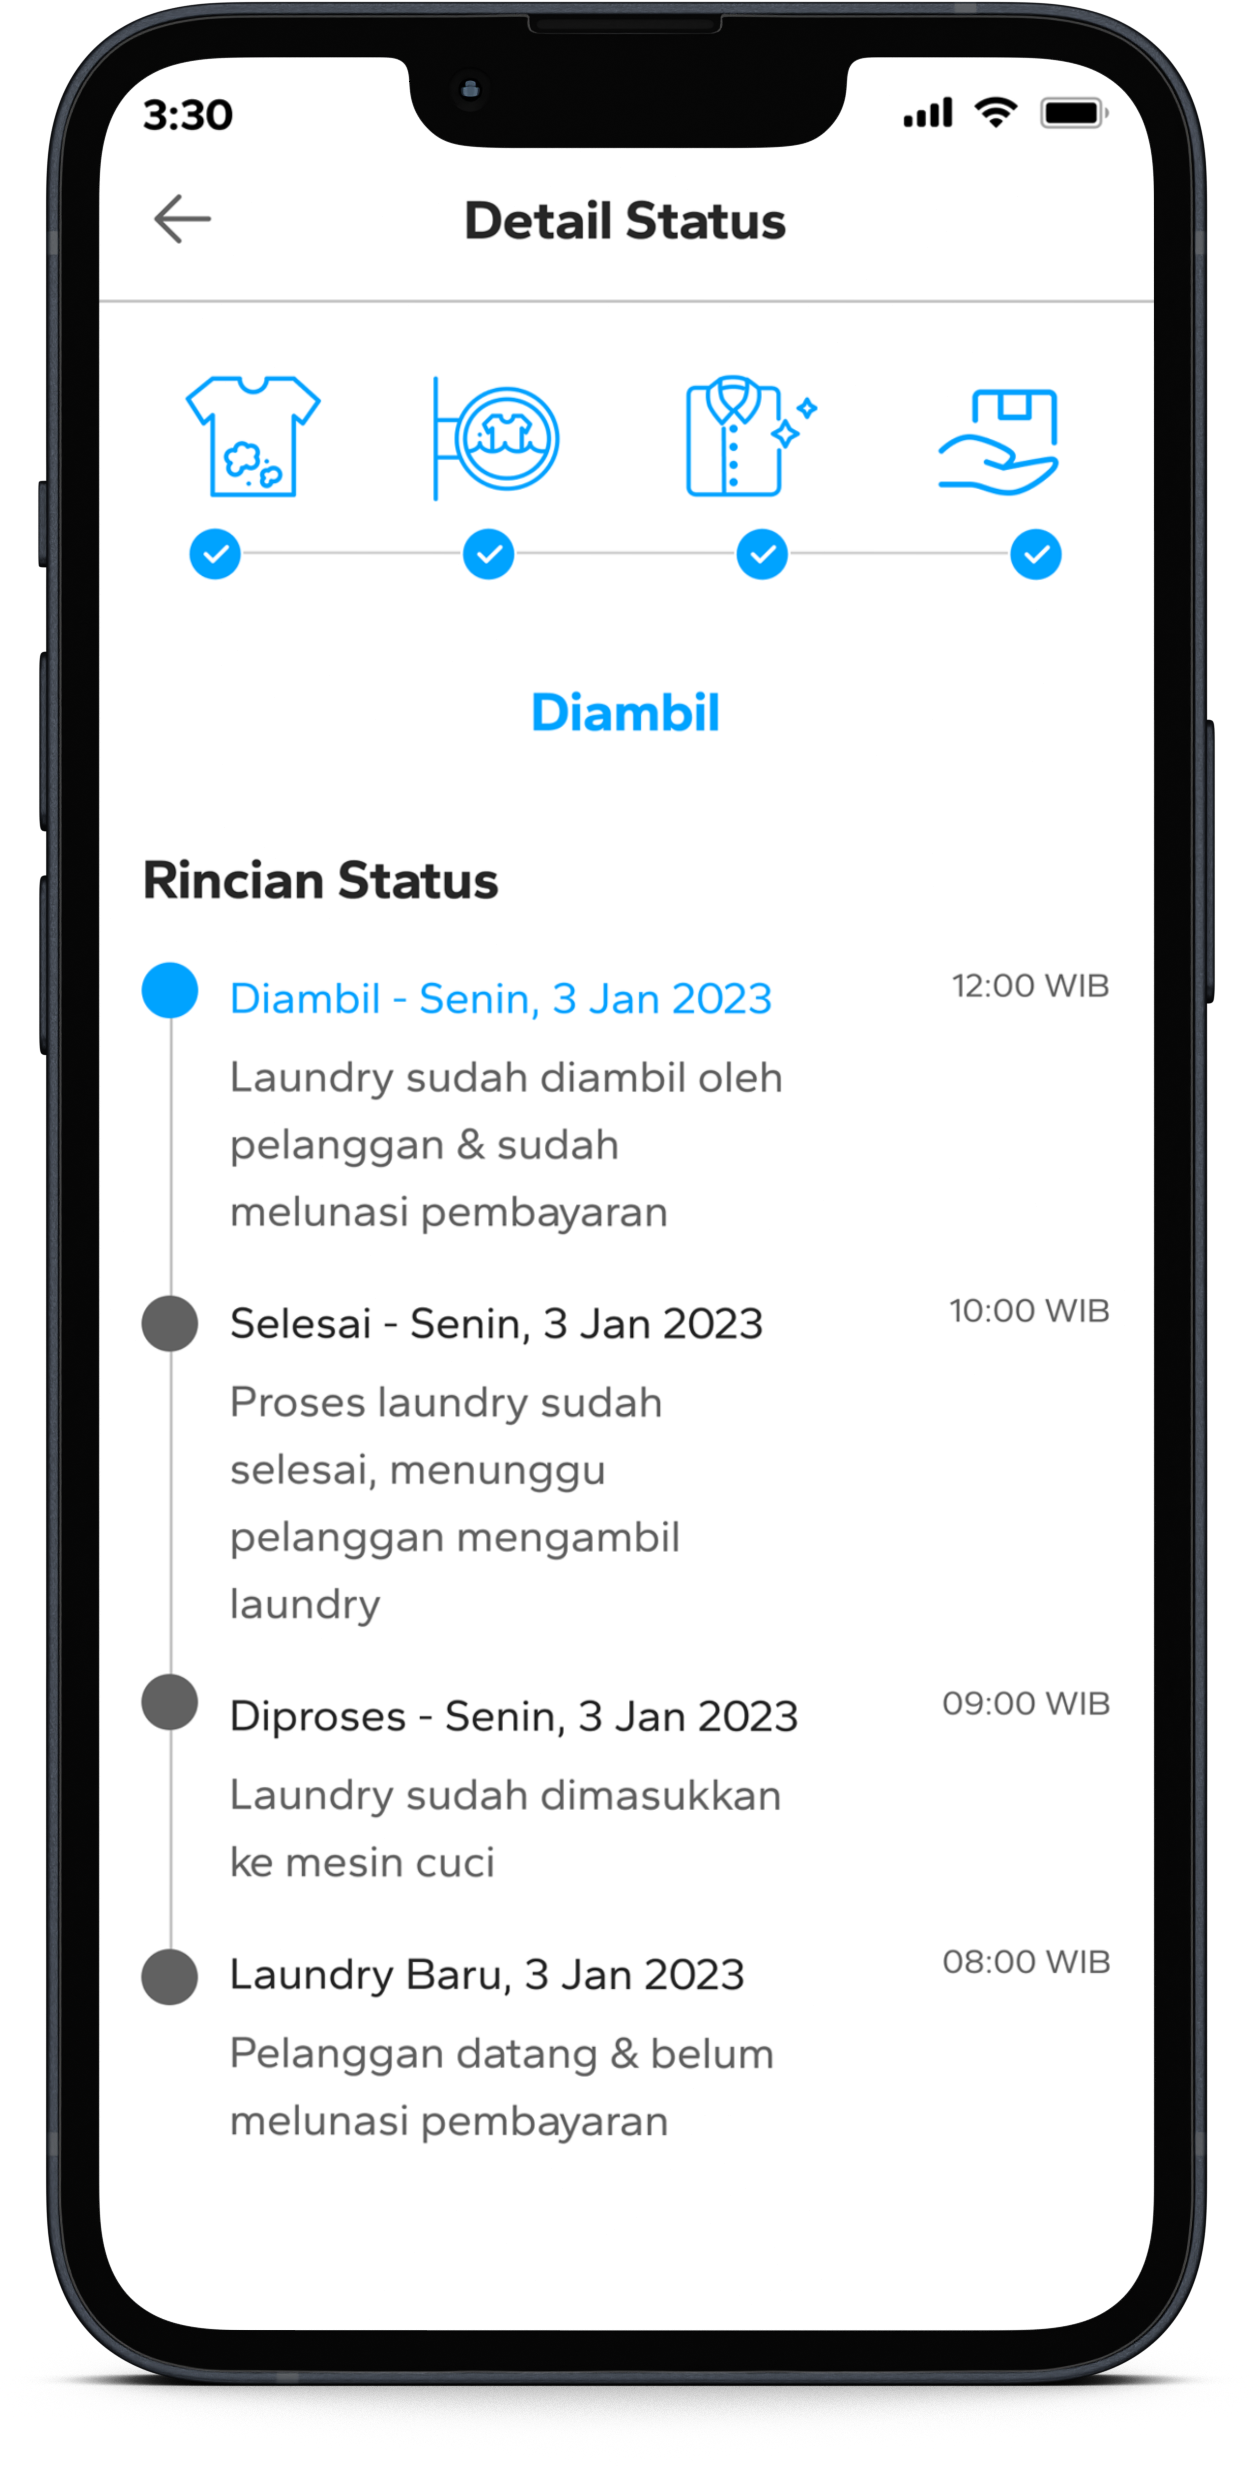 3:30
Detail Status
Diambil
Rincian Status
Diambil - Senin, 3 Jan 2023
12:00 WIB
Laundry sudah diambil oleh
pelanggan & sudah
melunasi pembayaran
Selesai - Senin, 3 Jan 2023
10:00 WIB
Proses laundry sudah
selesai, menunggu
pelanggan mengambil
laundry
Diproses - Senin, 3 Jan 2023
09:00 WIB
Laundry sudah dimasukkan
ke mesin cuci
Laundry Baru, 3 Jan 2023
08:00 WIB
Pelanggan datang & belum
melunasi pembayaran